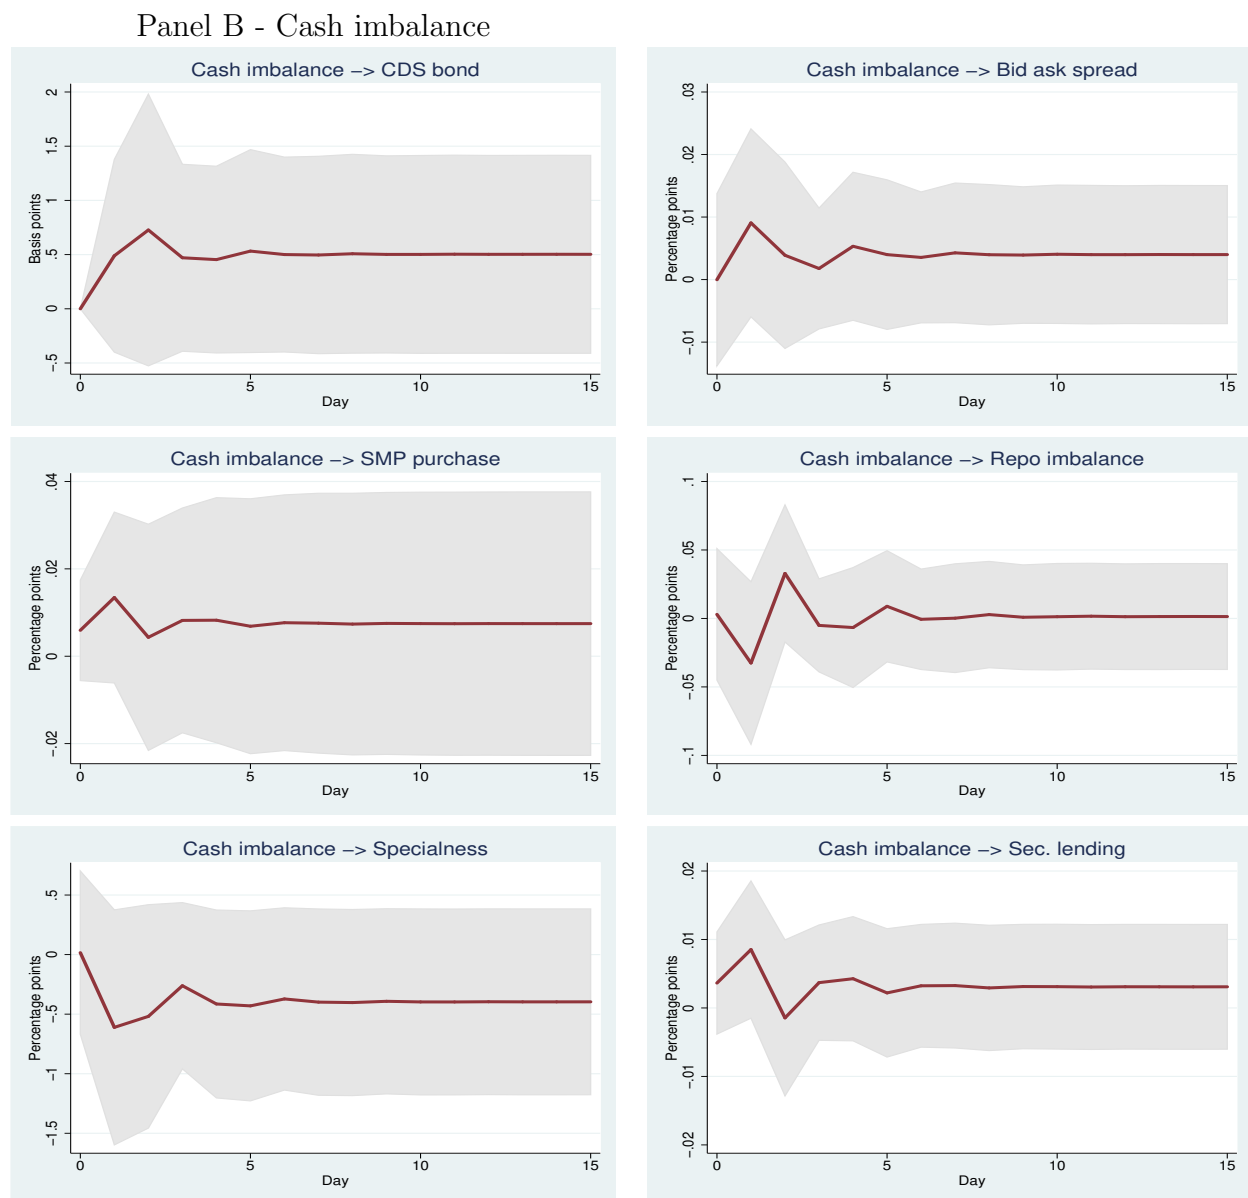 Panel B - Cash imbalance
Cash imbalance −> CDS bond
Basis points
2
1.5
1
.5
0
−.5
0 5 10 15
Day
Cash imbalance −> Bid ask spread
Percentage points
.03
.02
.01
0
−.01
0 5 10 15
Day
Cash imbalance −> SMP purchase
Percentage points
.04
.02
0
−.02
0 5 10 15
Day
Cash imbalance −> Repo imbalance
Percentage points
.1
.05
0
−.05
−.1
0 5 10 15
Day
Cash imbalance −> Specialness
Percentage points
.5
0
−.5
−1
−1.5
0 5 10 15
Day
Cash imbalance −> Sec. lending
Percentage points
.02
.01
0
−.01
−.02
0 5 10 15
Day